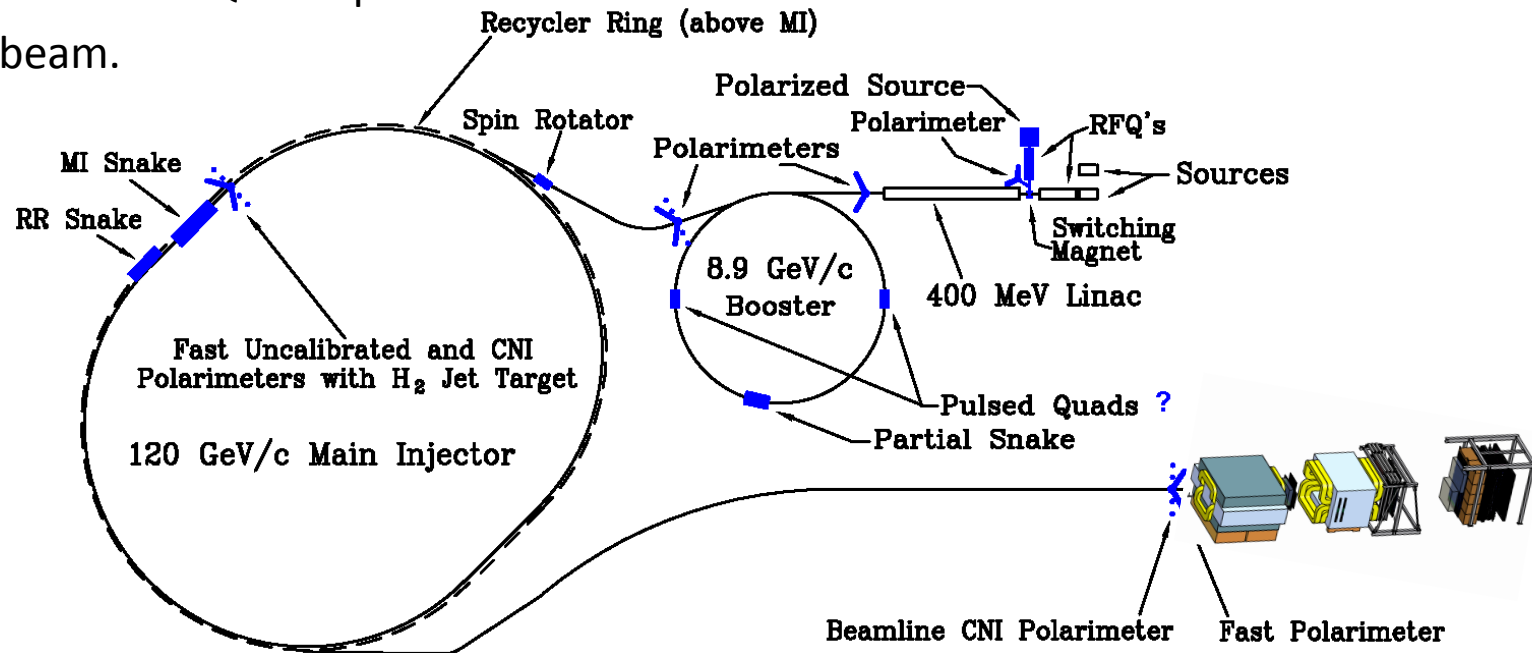 beam.
Recycler Ring (above MI)
Polarized Source
Spin Rotator
Polarimeter
RFQ's
MI Snake
Polarimeters
Sources
RR Snake
Switching
Magnet
8.9 GeV/c
Booster
400 MeV Linac
Fast Uncalibrated and CNI
Polarimeters with H₂ Jet Target
Pulsed Quads ?
Partial Snake
120 GeV/c Main Injector
Beamline CNI Polarimeter
Fast Polarimeter